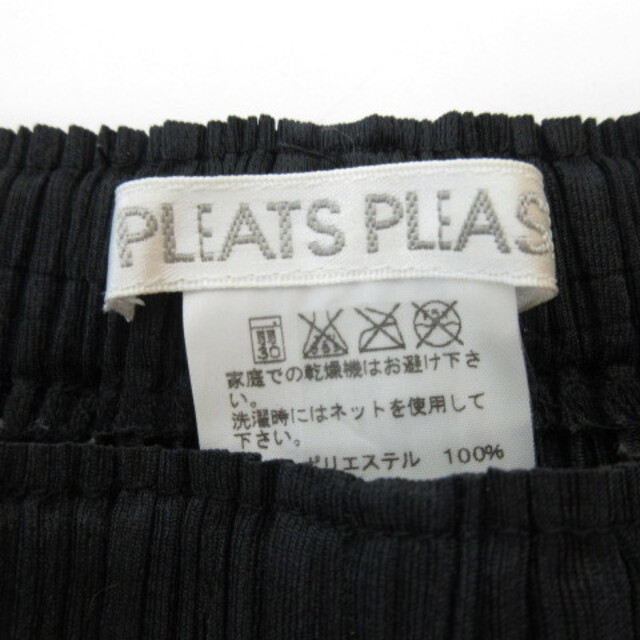 PLEATS PLEAS
30
家庭での乾燥機はお避け下さ
い。
洗濯時にはネットを使用して
下さい。
ポリエステル 100%